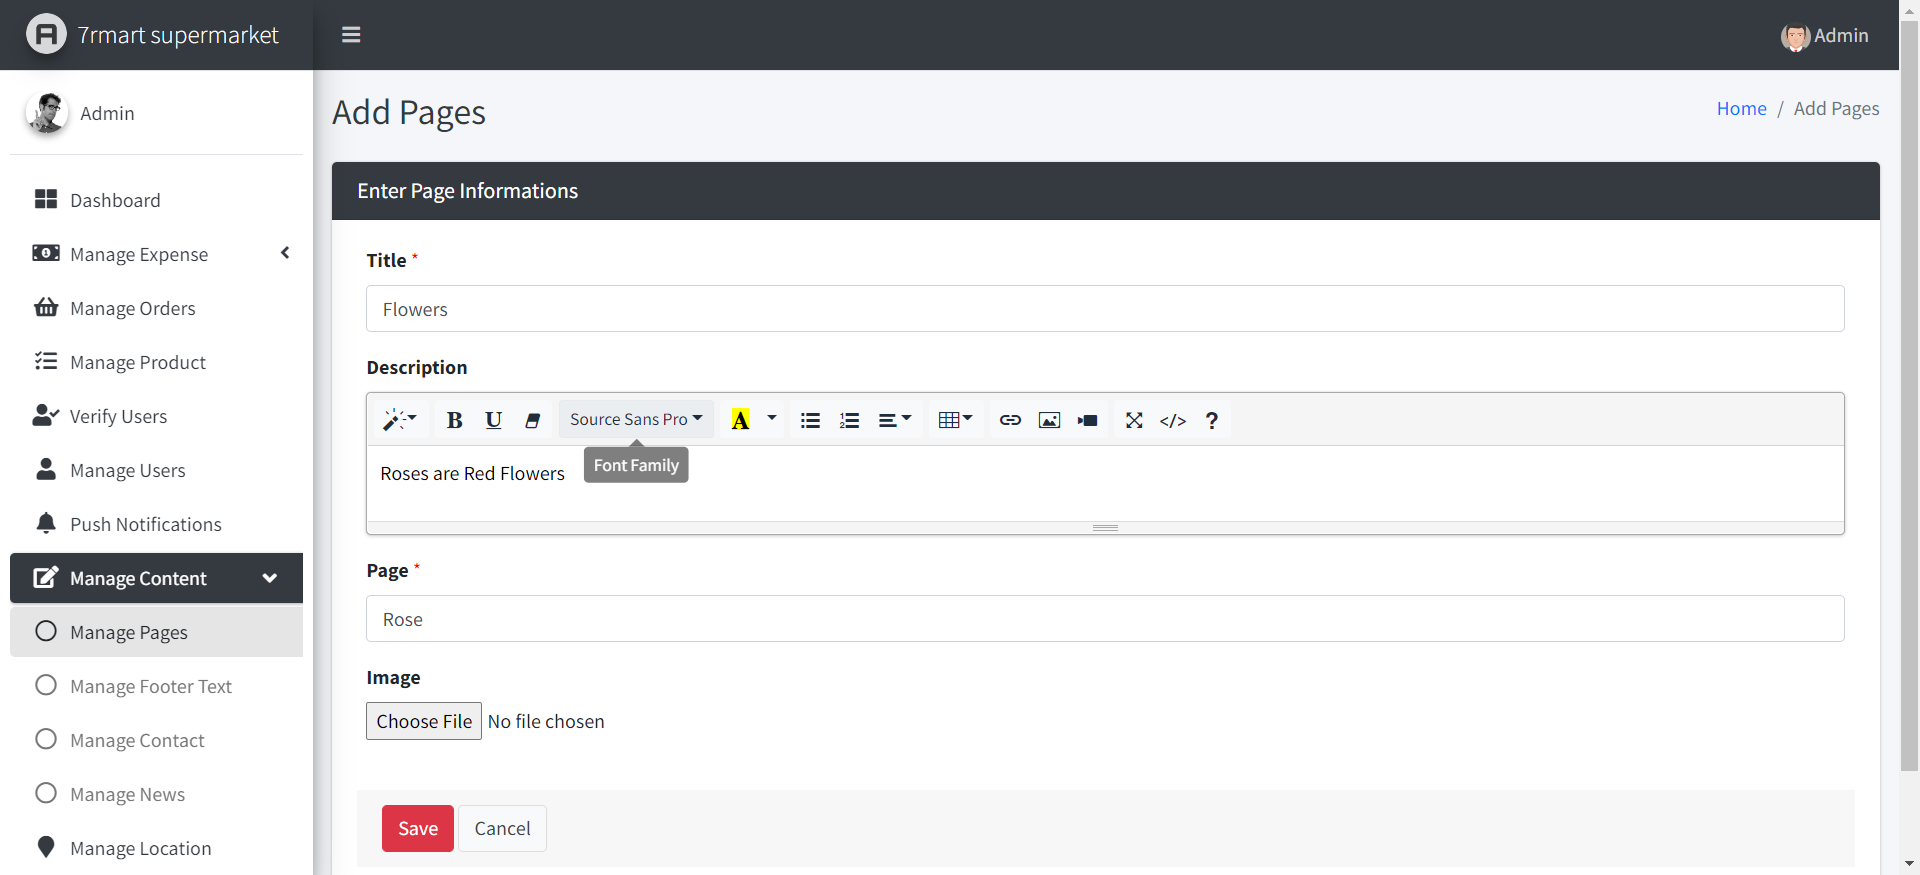 7rmart supermarket
Admin
Admin
Dashboard
Manage Expense
Manage Orders
Manage Product
Verify Users
Manage Users
Push Notifications
Manage Content
Manage Pages
Manage Footer Text
Manage Contact
Manage News
Manage Location
Add Pages
Home / Add Pages
Enter Page Informations
Title *
Flowers
Description
B U Source Sans Pro A </> ?
Font Family
Roses are Red Flowers
Page *
Rose
Image
Choose File No file chosen
Save Cancel